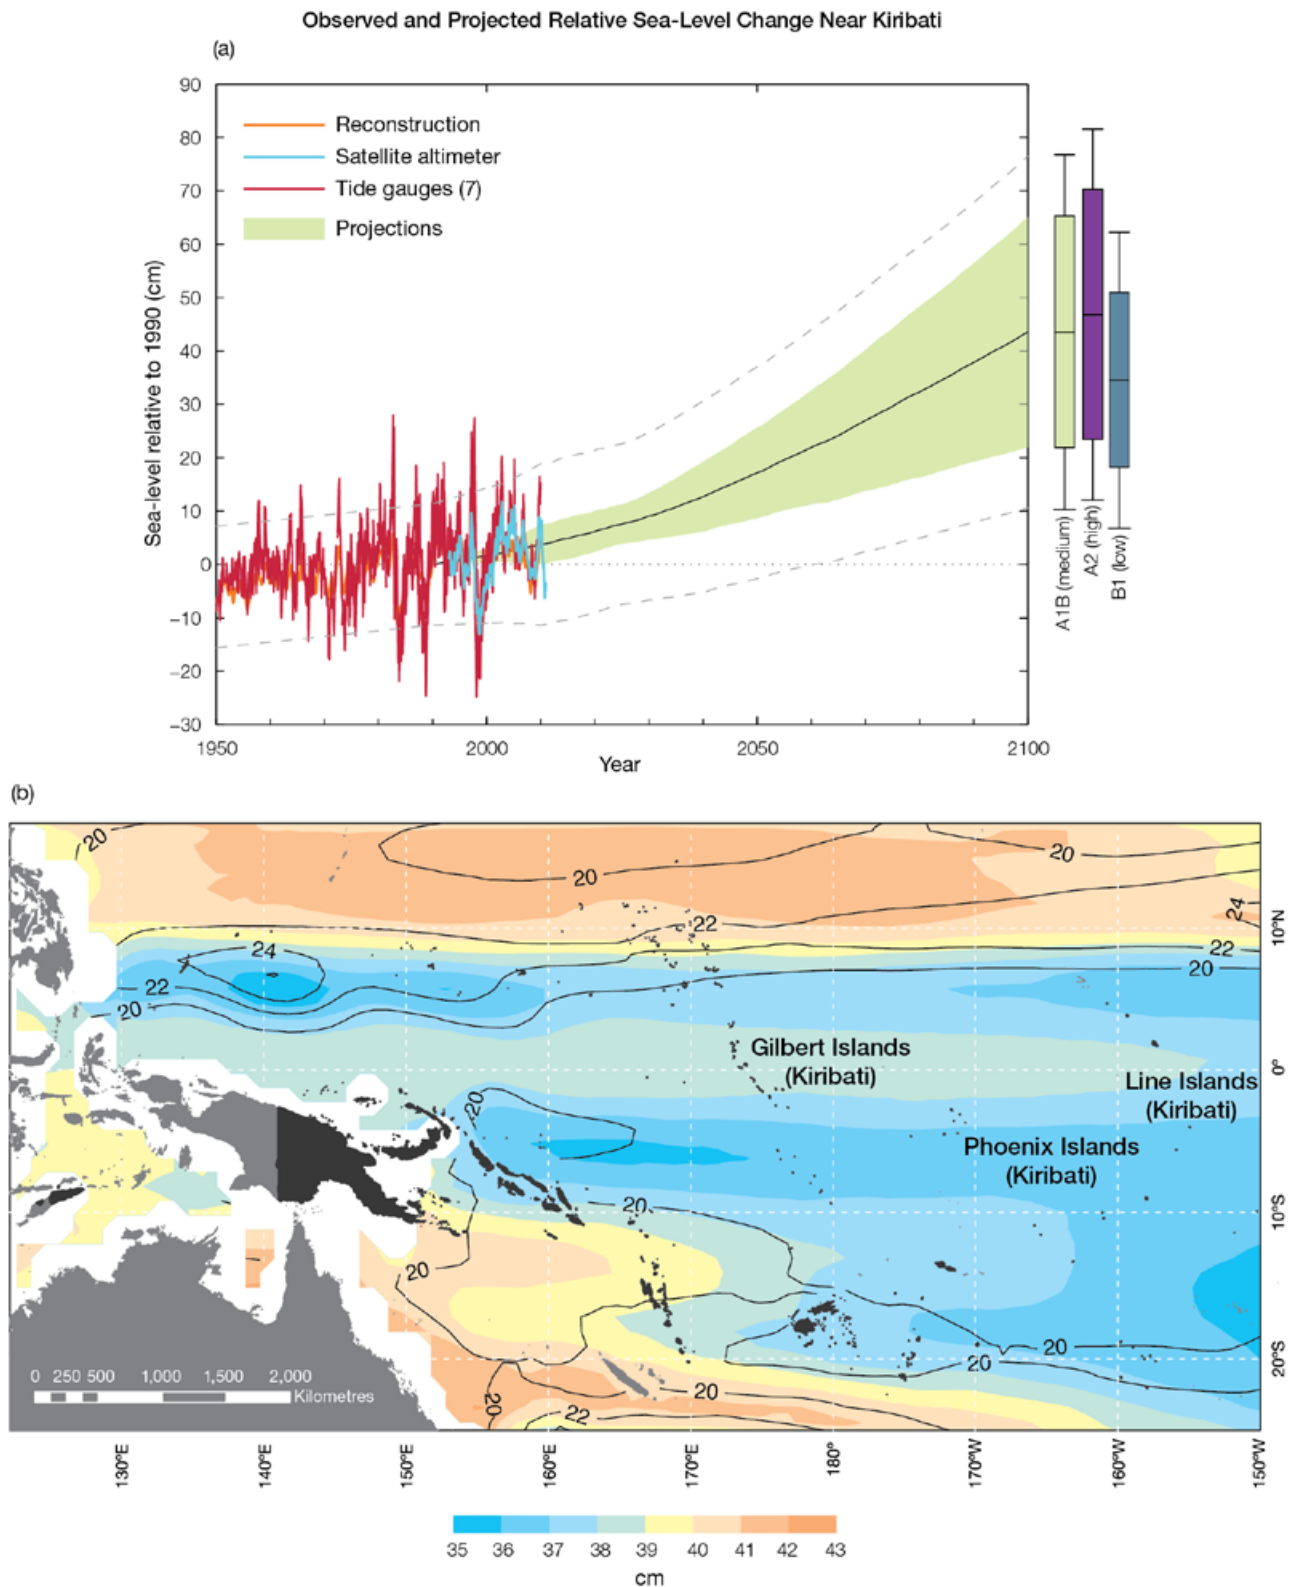 Observed and Projected Relative Sea-Level Change Near Kiribati
(a)
90
80
70
60
50
40
30
20
10
0
−10
−20
−30
Sea-level relative to 1990 (cm)
Reconstruction
Satellite altimeter
Tide gauges (7)
Projections
1950
2000
2050
2100
Year
A1B (medium)
A2 (high)
B1 (low)
(b)
20
20
20
22
24
24
22
22
20
20
Gilbert Islands
(Kiribati)
Line Islands
(Kiribati)
20
Phoenix Islands
(Kiribati)
20
20
20
20
20
20
22
10°N
0°
10°S
20°S
0 250 500 1,000 1,500 2,000
Kilometres
130°E
140°E
150°E
160°E
170°E
180°
170°W
160°W
150°W
35 36 37 38 39 40 41 42 43
cm